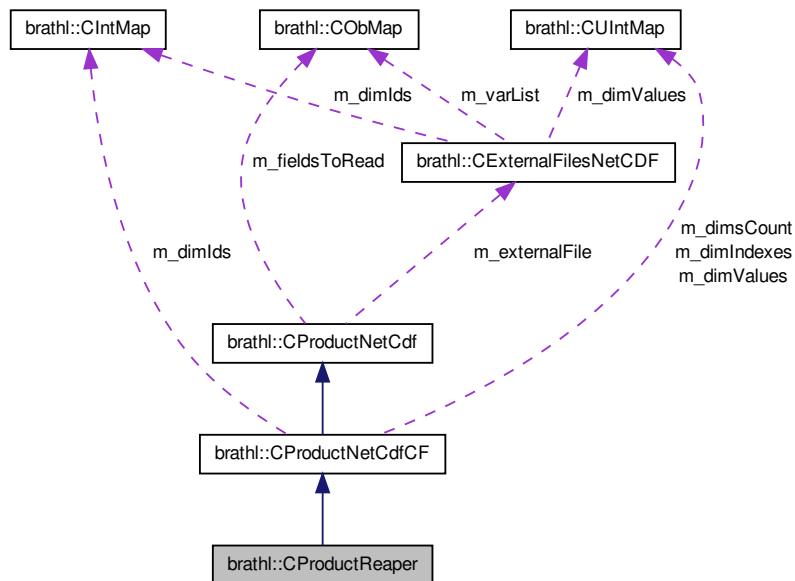 brathl::CIntMap
brathl::CObMap
brathl::CUIntMap
m_dimIds
m_varList
m_dimValues
brathl::CExternalFilesNetCDF
m_fieldsToRead
m_dimIds
m_externalFile
m_dimsCount
m_dimIndexes
m_dimValues
brathl::CProductNetCdf
brathl::CProductNetCdfCF
brathl::CProductReaper